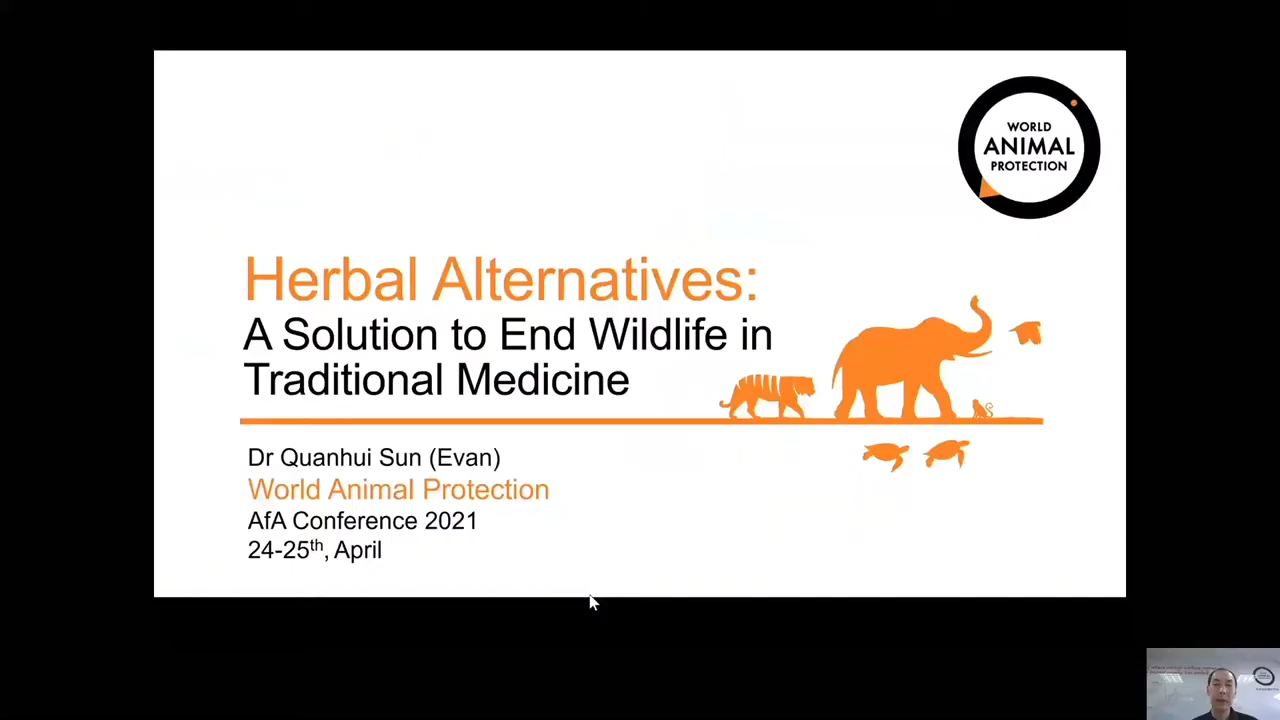 WORLD
ANIMAL
PROTECTION
Herbal Alternatives:
A Solution to End Wildlife in
Traditional Medicine
Dr Quanhui Sun (Evan)
World Animal Protection
AfA Conference 2021
24-25th, April